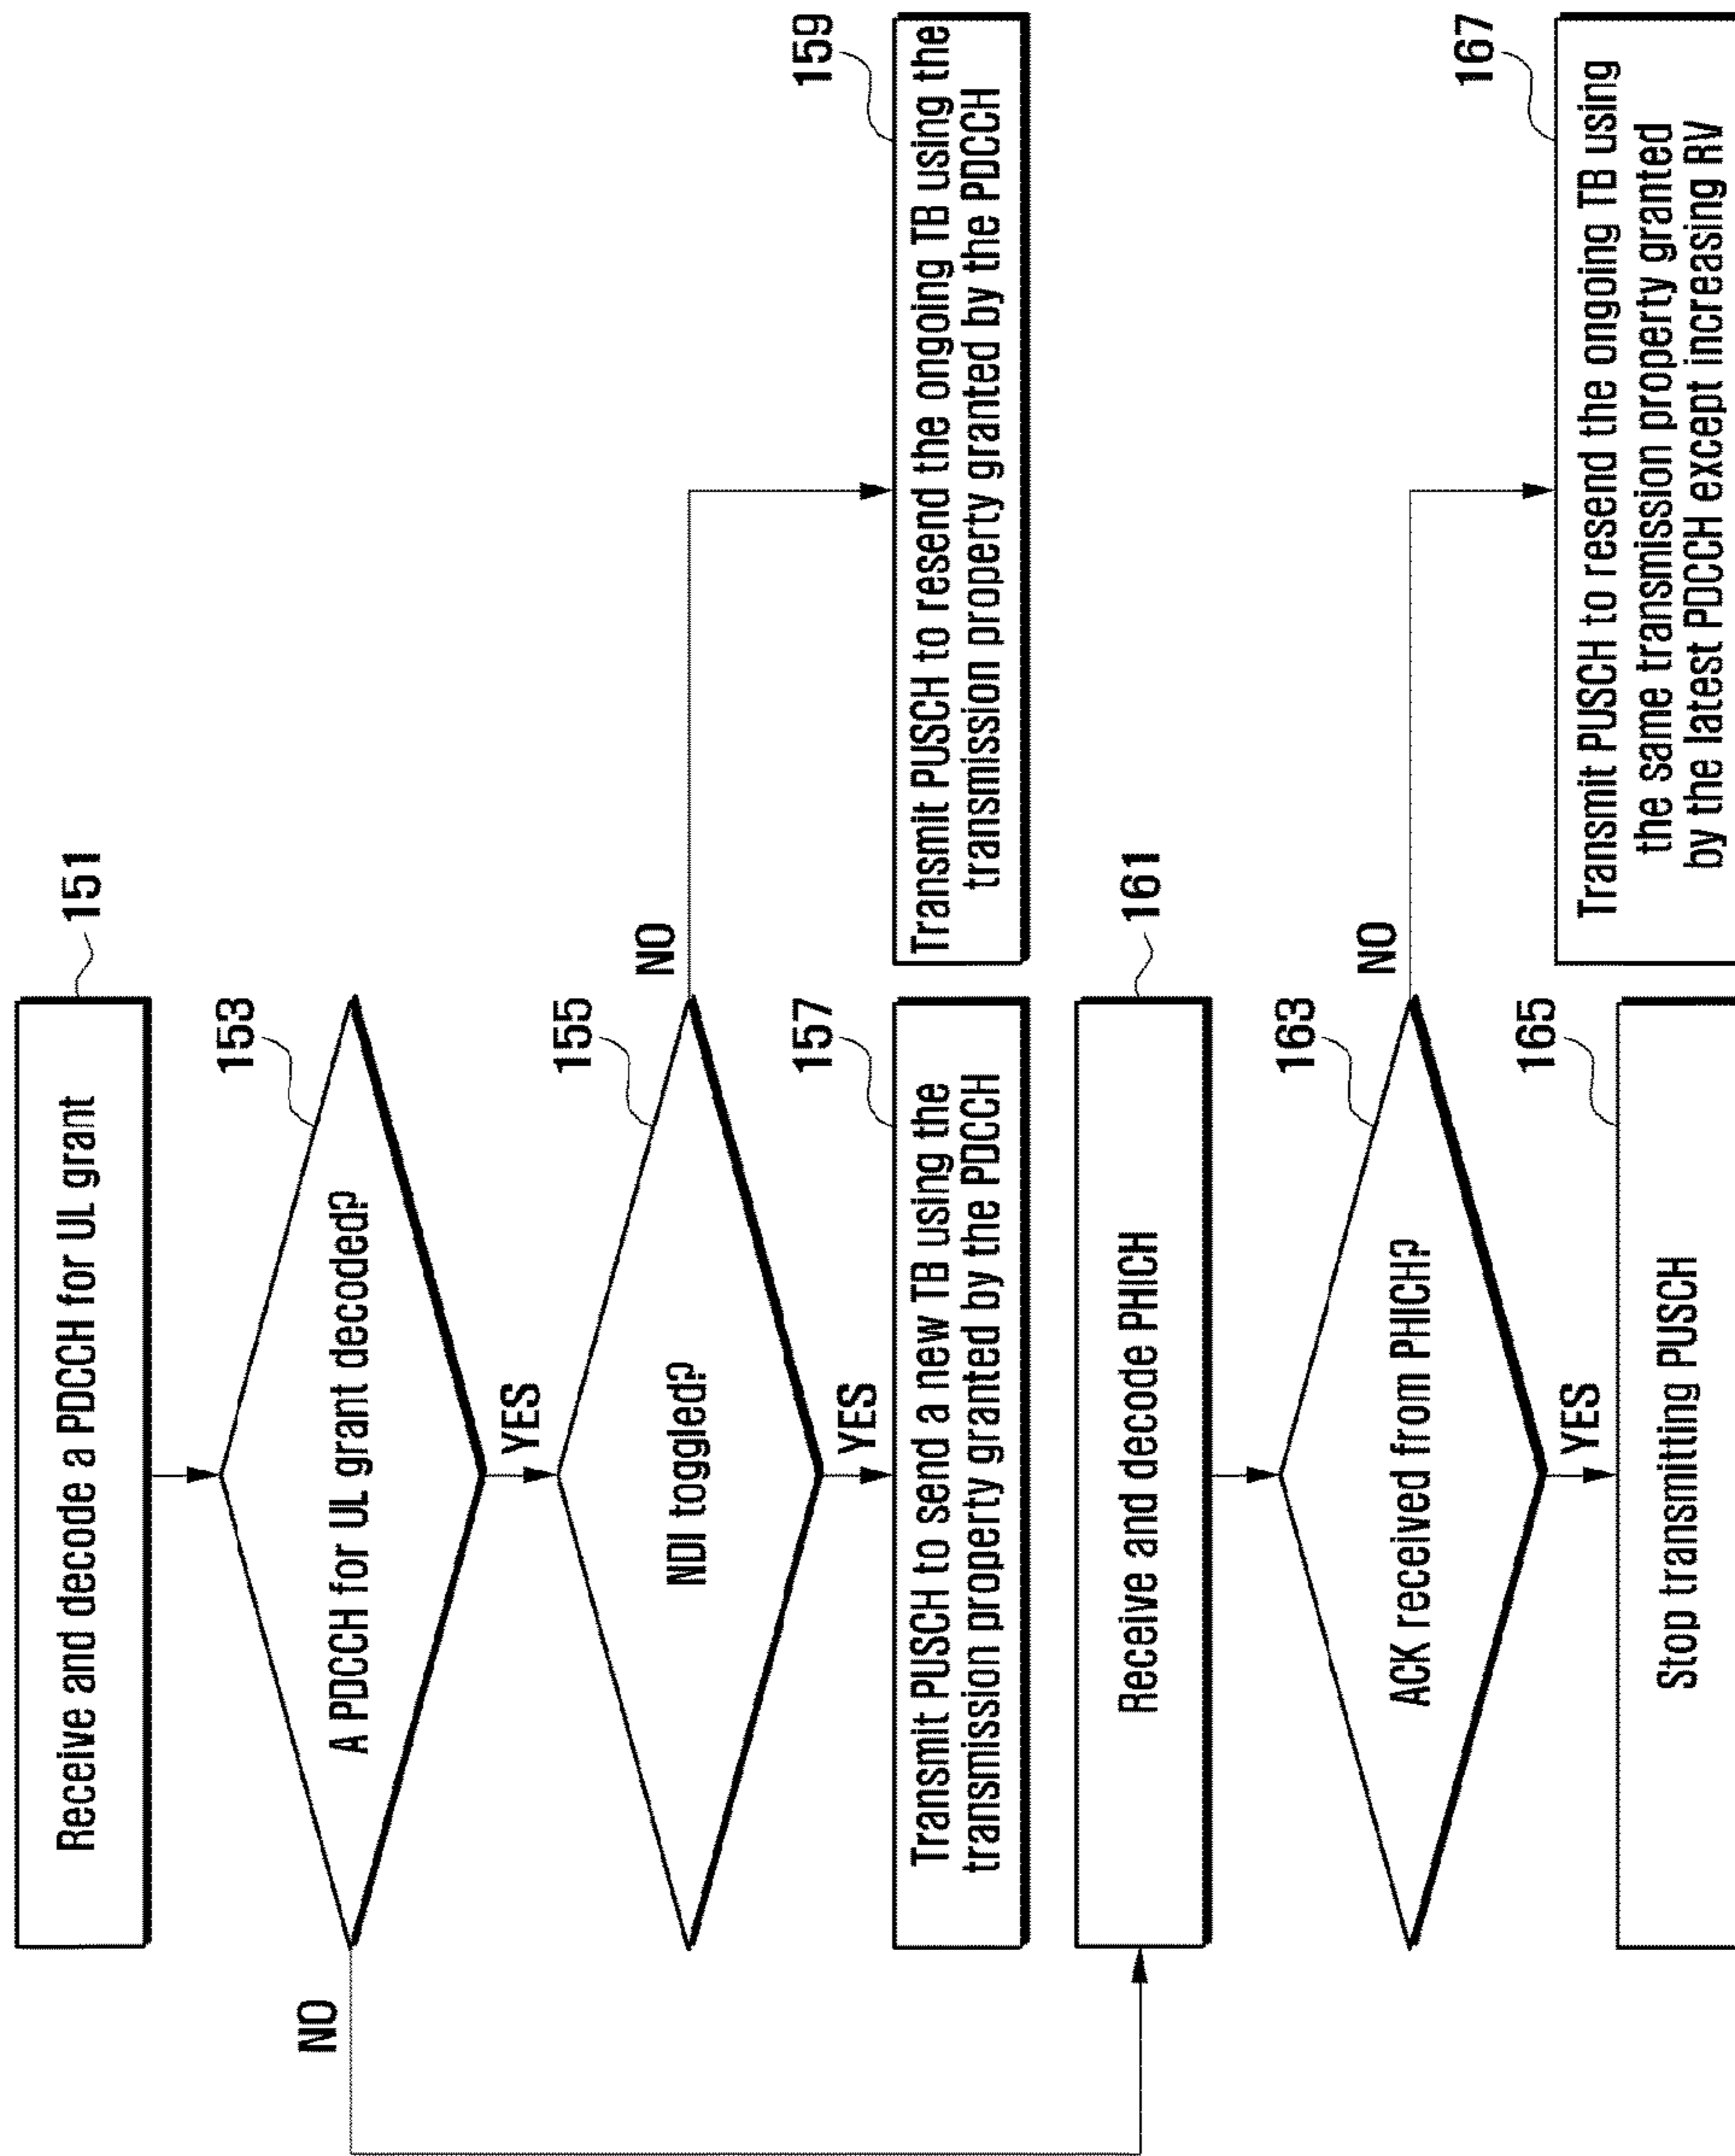 Receive and decode a PDCCH for UL grant
151
153
A PDCCH for UL grant decoded?
NO
YES
155
NDI toggled?
NO
YES
157
Transmit PUSCH to send a new TB using the
transmission property granted by the PDCCH
159
Transmit PUSCH to resend the ongoing TB using the
transmission property granted by the PDCCH
161
Receive and decode PHICH
163
ACK received from PHICH?
NO
YES
165
Stop transmitting PUSCH
167
Transmit PUSCH to resend the ongoing TB using
the same transmission property granted
by the latest PDCCH except increasing RV